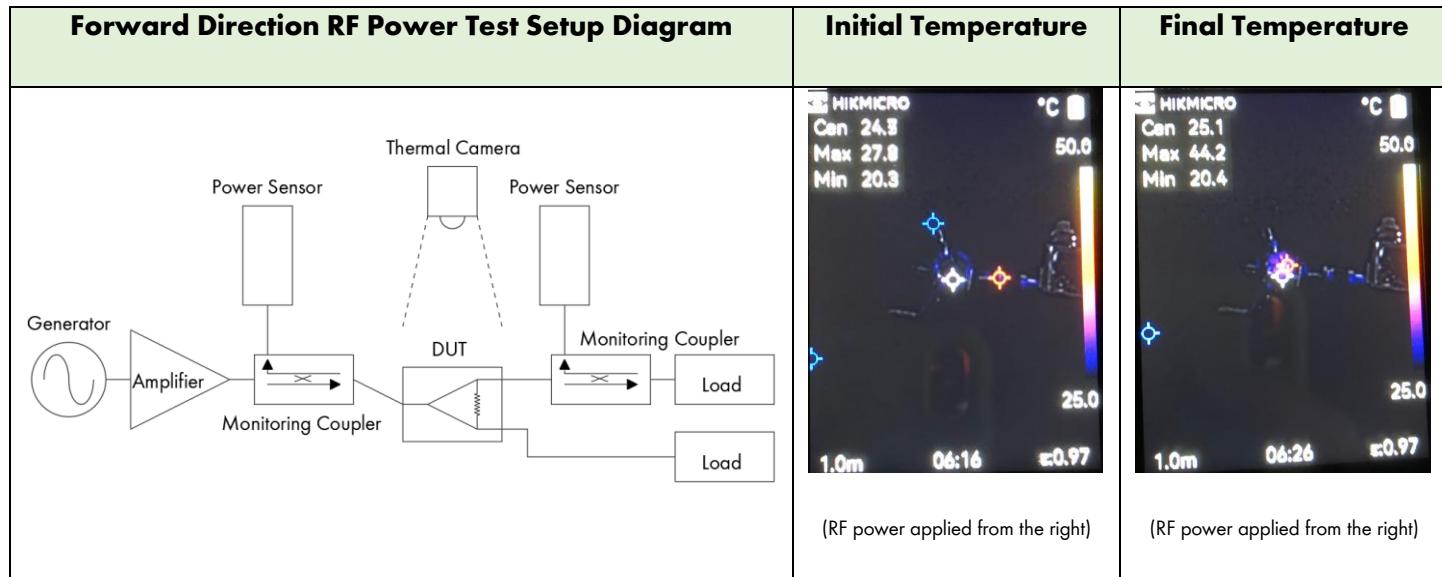 Forward Direction RF Power Test Setup Diagram
Initial Temperature
Final Temperature
Thermal Camera
Power Sensor
Power Sensor
Generator
Amplifier
Monitoring Coupler
DUT
Monitoring Coupler
Load
Load
HIKMICRO
°C
Cen
Max 27.8
Min 20.3
50.0
25.0
1.0m
06:16
ε:0.97
(RF power applied from the right)
HIKMICRO
°C
Cen 25.1
Max 44.2
Min 20.4
50.0
25.0
1.0m
06:26
ε:0.97
(RF power applied from the right)